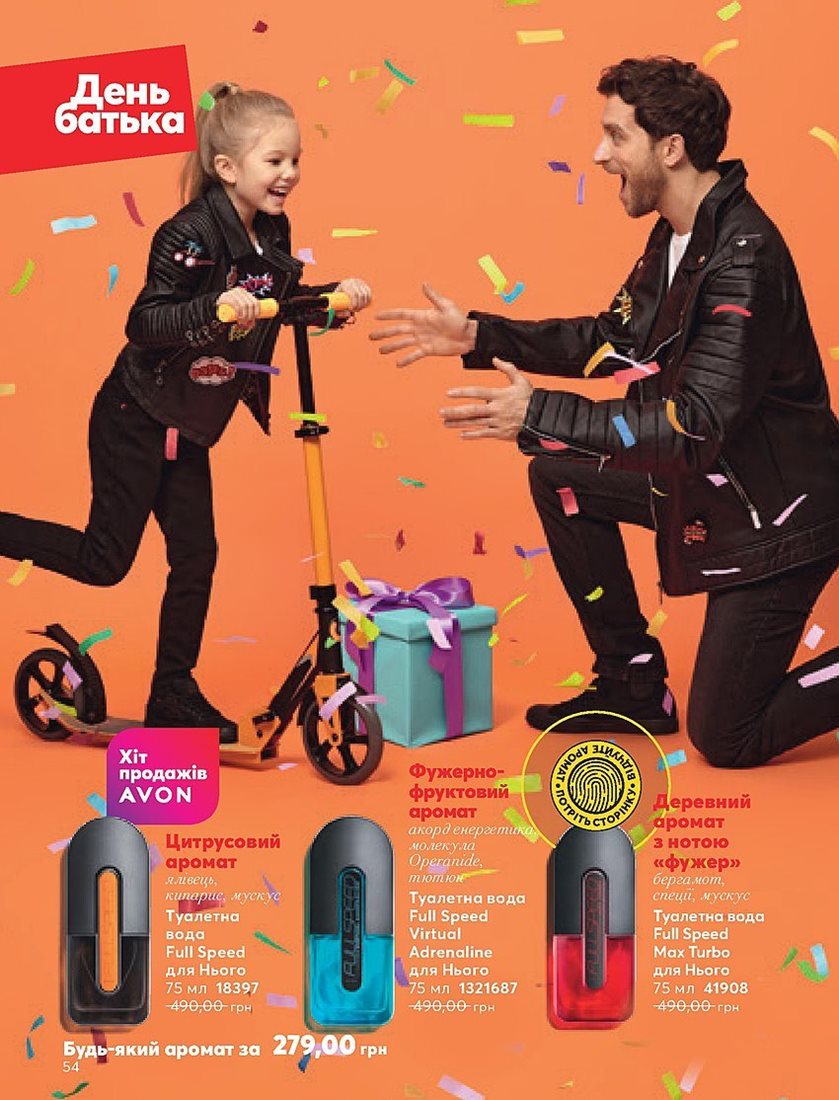 День
батька
Хіт
продажів
AVON
Цитрусовий
аромат
ялівець,
кипарис, мускус
Туалетна
вода
Full Speed
для Нього
75 мл 18397
490,00 грн
FULL SPEED
Фужерно-
фруктовий
аромат
акорд енергетика,
молекула
Operanide,
тютюн
Туалетна вода
Full Speed
Virtual
Adrenaline
для Нього
75 мл 1321687
490,00 грн
ВІДЧУЙТЕ АРОМАТ
ПОТРІТЬ СТОРІНКУ
FULL SPEED
Деревний
аромат
з нотою
«фужер»
бергамот,
спеції, мускус
Туалетна вода
Full Speed
Max Turbo
для Нього
75 мл 41908
490,00 грн
Будь-який аромат за 279,00 грн
54